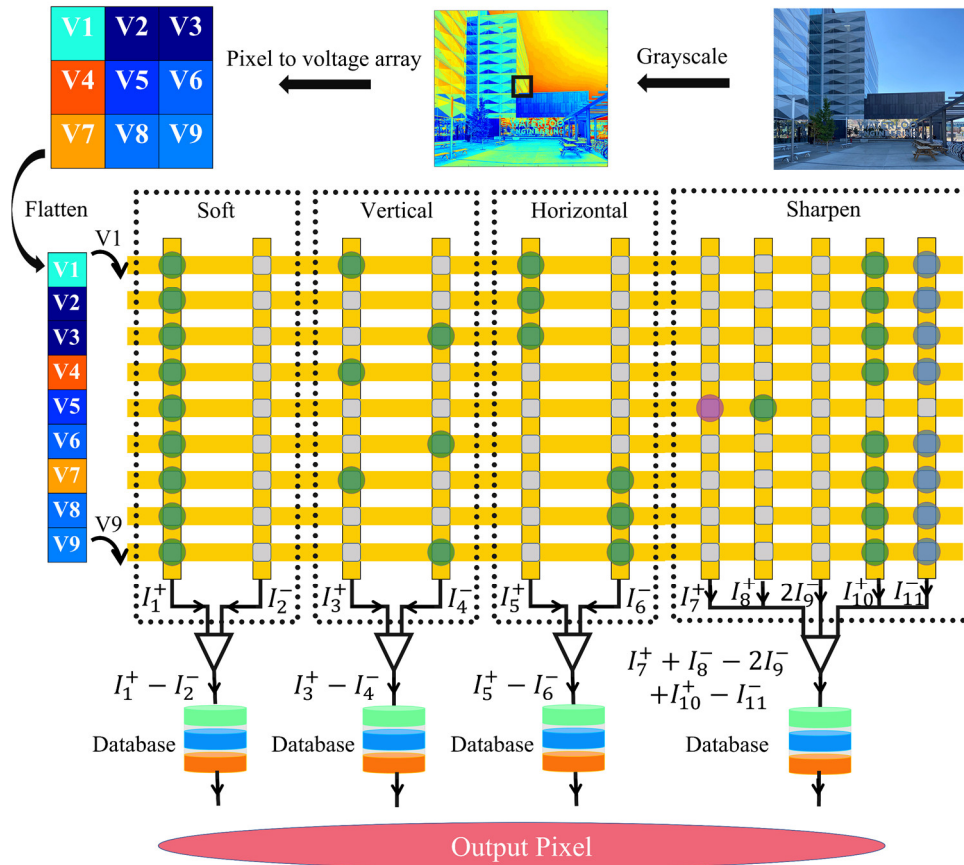 V1 V2 V3
V4 V5 V6
V7 V8 V9
Pixel to voltage array
Grayscale
Flatten
V1
V1
V2
V3
V4
V5
V6
V7
V8
V9
V9
Soft
Vertical
Horizontal
Sharpen
I₁⁺ I₂⁻
I₃⁺ I₄⁻
I₅⁺ I₆⁻
I₇⁺ I₈⁺ 2I₉⁻ I₁₀⁺ I₁₁⁻
I₁⁺ − I₂⁻
I₃⁺ − I₄⁻
I₅⁺ − I₆⁻
I₇⁺ + I₈⁻ − 2I₉⁻
+I₁₀⁺ − I₁₁⁻
Database
Database
Database
Database
Output Pixel